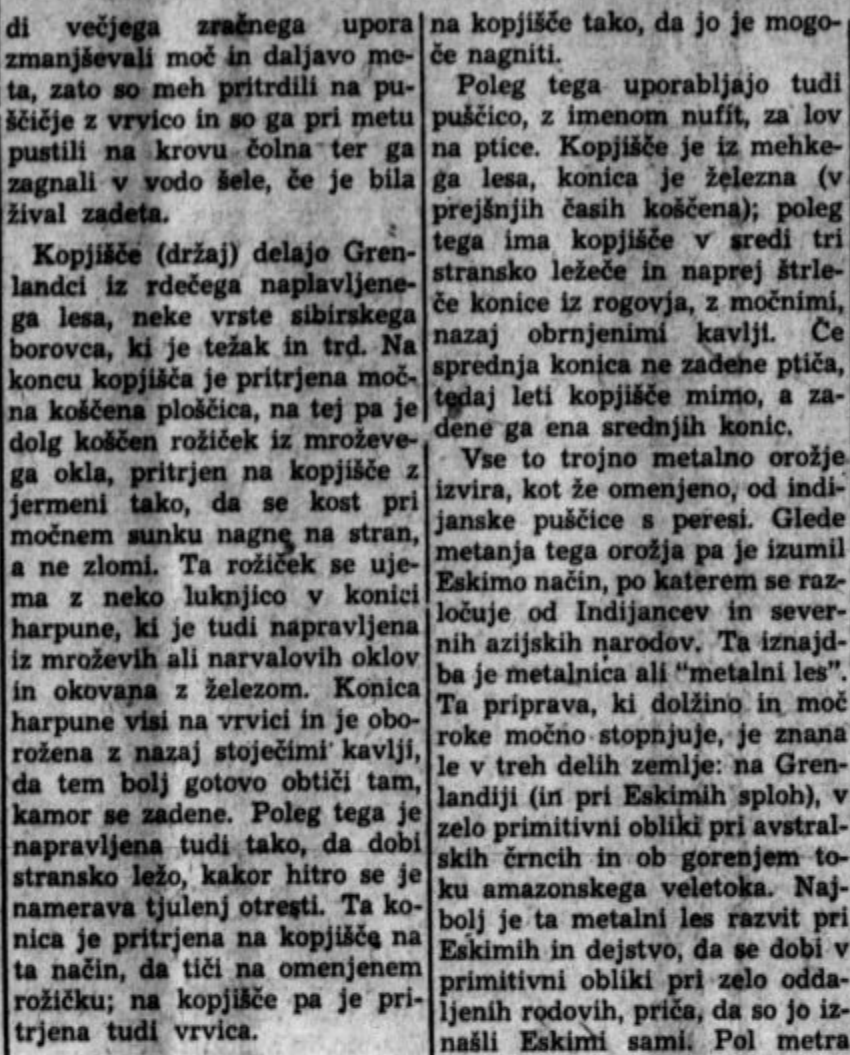 di večjega zračnega upora
zmanjševali moč in daljavo me-
ta, zato so meh pritrdili na pu-
ščičje z vrvico in so ga pri metu
pustili na krovu čolna ter ga
zagnali v vodo šele, če je bila
žival zadeta.
Kopjišče (držaj) delajo Gren-
landci iz rdečega naplavljene-
ga lesa, neke vrste sibirskega
borovca, ki je težak in trd. Na
koncu kopjišča je pritrjena moč-
na koščena ploščica, na tej pa je
dolg koščen rožiček iz mroževe-
ga okla, pritrjen na kopjišče z
jermeni tako, da se kost pri
močnem sunku nagne na stran,
a ne zlomi. Ta rožiček se uje-
ma z neko luknjico v konici
harpune, ki je tudi napravljena
iz mroževih ali narvalovih oklov
in okovana z železom. Konica
harpune visi na vrvici in je obo-
rožena z nazaj stoječimi kavlji,
da tem bolj gotovo obtiči tam,
kamor se zadene. Poleg tega je
napravljena tudi tako, da dobi
stransko ležo, kakor hitro se je
namerava tjulenj otresti. Ta ko-
nica je pritrjena na kopjišče na
ta način, da tiči na omenjenem
rožičku; na kopjišče pa je pri-
trjena tudi vrvica.
na kopjišče tako, da jo je mogo-
če nagniti.
Poleg tega uporabljajo tudi
puščico, z imenom nufit, za lov
na ptice. Kopjišče je iz mehke-
ga lesa, konica je železna (v
prejšnjih časih koščena); poleg
tega ima kopjišče v sredi tri
stransko ležeče in naprej štrle-
če konice iz rogovja, z močnimi,
nazaj obrnjenimi kavlji. Če
sprednja konica ne zadene ptiča,
tedaj leti kopjišče mimo, a za-
dene ga ena srednjih konic.
Vse to trojno metalno orožje
izvira, kot že omenjeno, od indi-
janske puščice s peresi. Glede
metanja tega orožja pa je izumil
Eskimo način, po katerem se raz-
ločuje od Indijancev in sever-
nih azijskih narodov. Ta iznajd-
ba je metalnica ali “metalni les”.
Ta priprava, ki dolžino in moč
roke močno stopnjuje, je znana
le v treh delih zemlje: na Gren-
landiji (in pri Eskimih sploh), v
zelo primitivni obliki pri avstral-
skih črncih in ob gorenjem to-
ku amazonskega veletoka. Naj-
bolj je ta metalni les razvit pri
Eskimih in dejstvo, da se dobi v
primitivni obliki pri zelo odda-
ljenih rodovih, priča, da so jo iz-
našli Eskimi sami. Pol metra